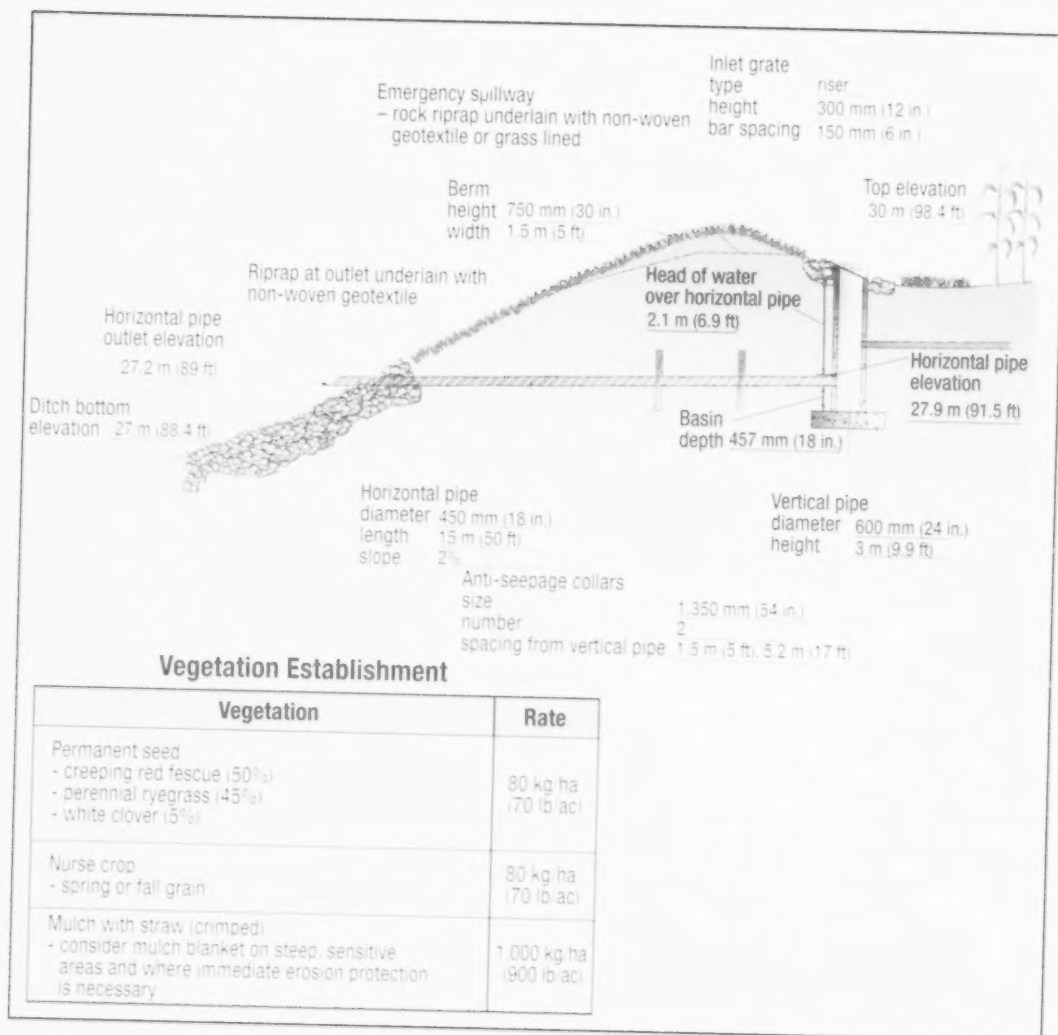 Inlet grate
type riser
height 300 mm (12 in.)
bar spacing 150 mm (6 in.)
Emergency spillway
– rock riprap underlain with non-woven
geotextile or grass lined
Berm
height 750 mm (30 in.)
width 1.5 m (5 ft)
Top elevation
30 m (98.4 ft)
Riprap at outlet underlain with
non-woven geotextile
Head of water
over horizontal pipe
2.1 m (6.9 ft)
Horizontal pipe
outlet elevation
27.2 m (89 ft)
Horizontal pipe
elevation
27.9 m (91.5 ft)
Ditch bottom
elevation 27 m (88.4 ft)
Basin
depth 457 mm (18 in.)
Horizontal pipe
diameter 450 mm (18 in.)
length 15 m (50 ft)
slope 2%
Vertical pipe
diameter 600 mm (24 in.)
height 3 m (9.9 ft)
Anti-seepage collars
size 1,350 mm (54 in.)
number 2
spacing from vertical pipe 1.5 m (5 ft), 5.2 m (17 ft)
Vegetation Establishment
Vegetation Rate
Permanent seed
- creeping red fescue (50%)
- perennial ryegrass (45%)
- white clover (5%)
80 kg/ha
(70 lb/ac)
Nurse crop
- spring or fall grain
80 kg/ha
(70 lb/ac)
Mulch with straw (crimped)
- consider mulch blanket on steep, sensitive
areas and where immediate erosion protection
is necessary
1,000 kg/ha
(900 lb/ac)